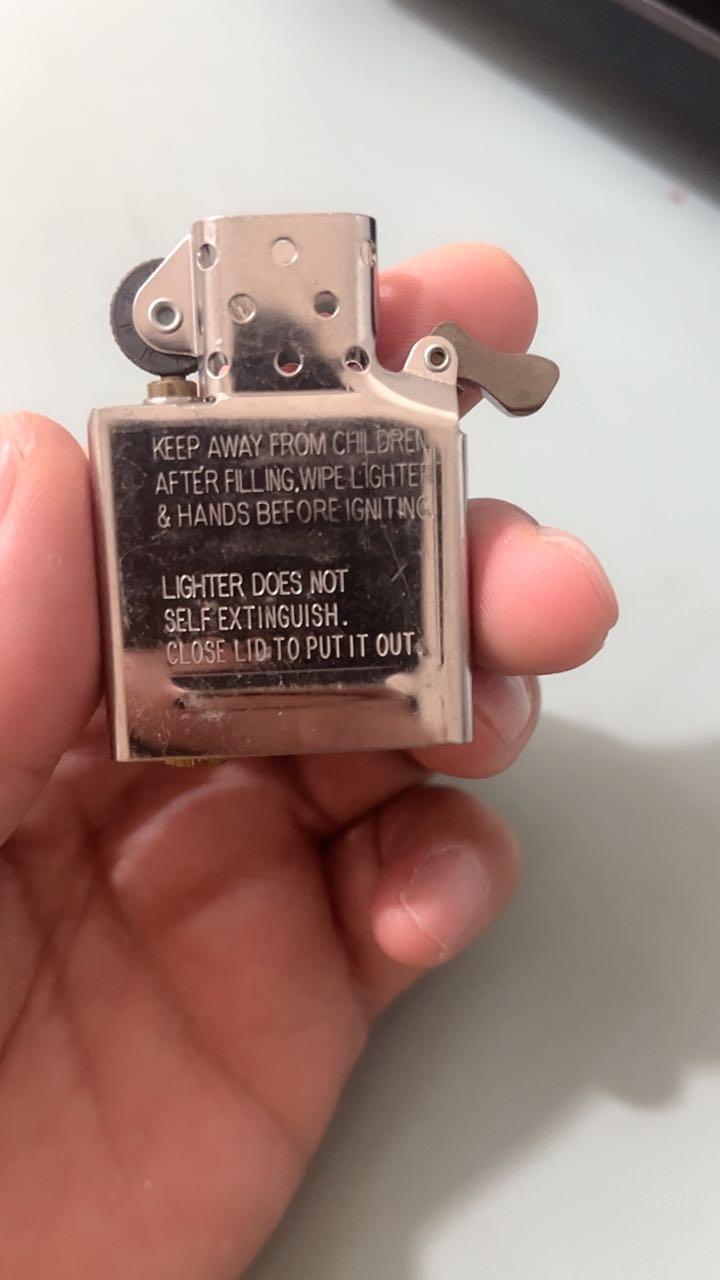 KEEP AWAY FROM CHILDREN.
AFTER FILLING,WIPE LIGHTER
& HANDS BEFORE IGNITING.
LIGHTER DOES NOT
SELF EXTINGUISH.
CLOSE LID TO PUT IT OUT.